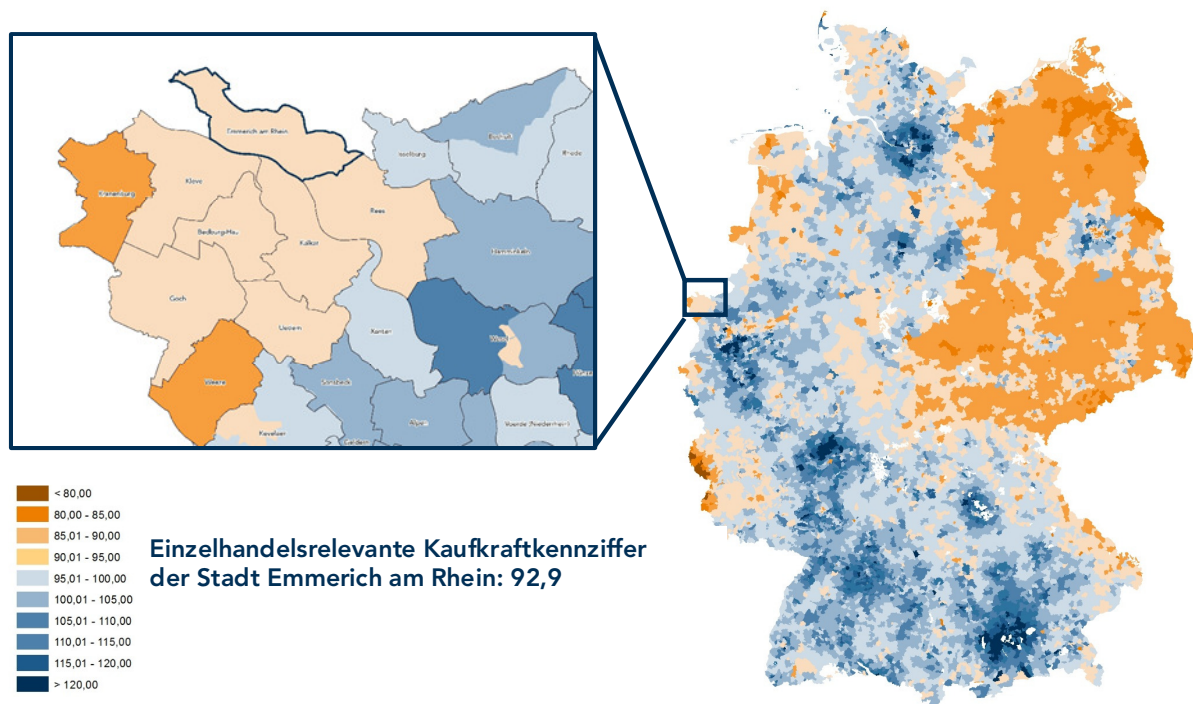 Emmerich am Rhein
Bocholt
Isselburg
Rhede
Kranenburg
Kleve
Rees
Bedburg-Hau
Kalkar
Hamminkeln
Goch
Uedem
Xanten
Wesel
Weeze
Sonsbeck
Alpen
Voerde (Niederrhein)
Kevelaer
Geldern
< 80,00
80,00 - 85,00
85,01 - 90,00
90,01 - 95,00
95,01 - 100,00
100,01 - 105,00
105,01 - 110,00
110,01 - 115,00
115,01 - 120,00
> 120,00
Einzelhandelsrelevante Kaufkraftkennziffer
der Stadt Emmerich am Rhein: 92,9